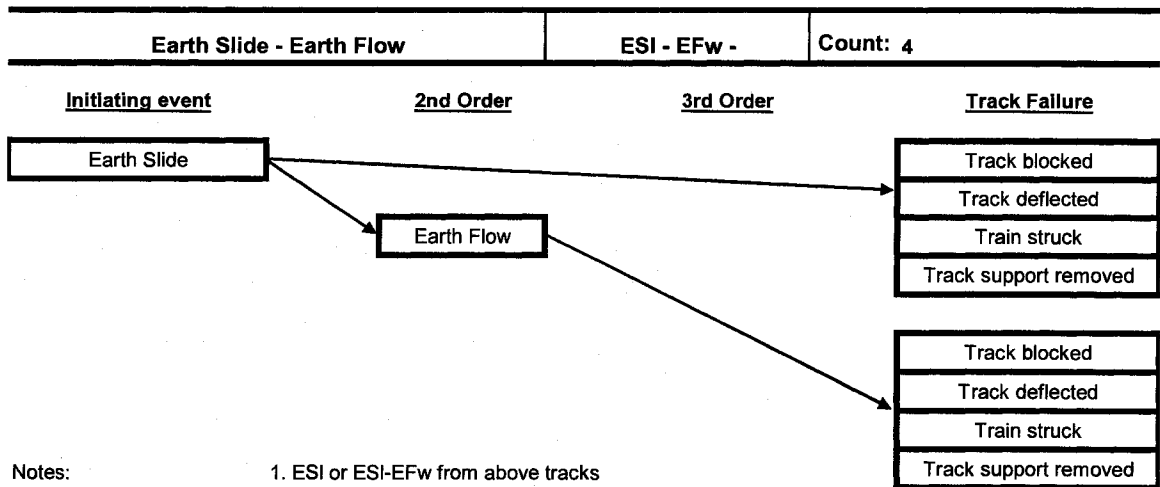 Earth Slide - Earth Flow ESI - EFw - Count: 4
Initiating event 2nd Order 3rd Order Track Failure
Earth Slide
Track blocked
Track deflected
Earth Flow
Train struck
Track support removed
Track blocked
Track deflected
Train struck
Track support removed
Notes: 1. ESI or ESI-EFw from above tracks